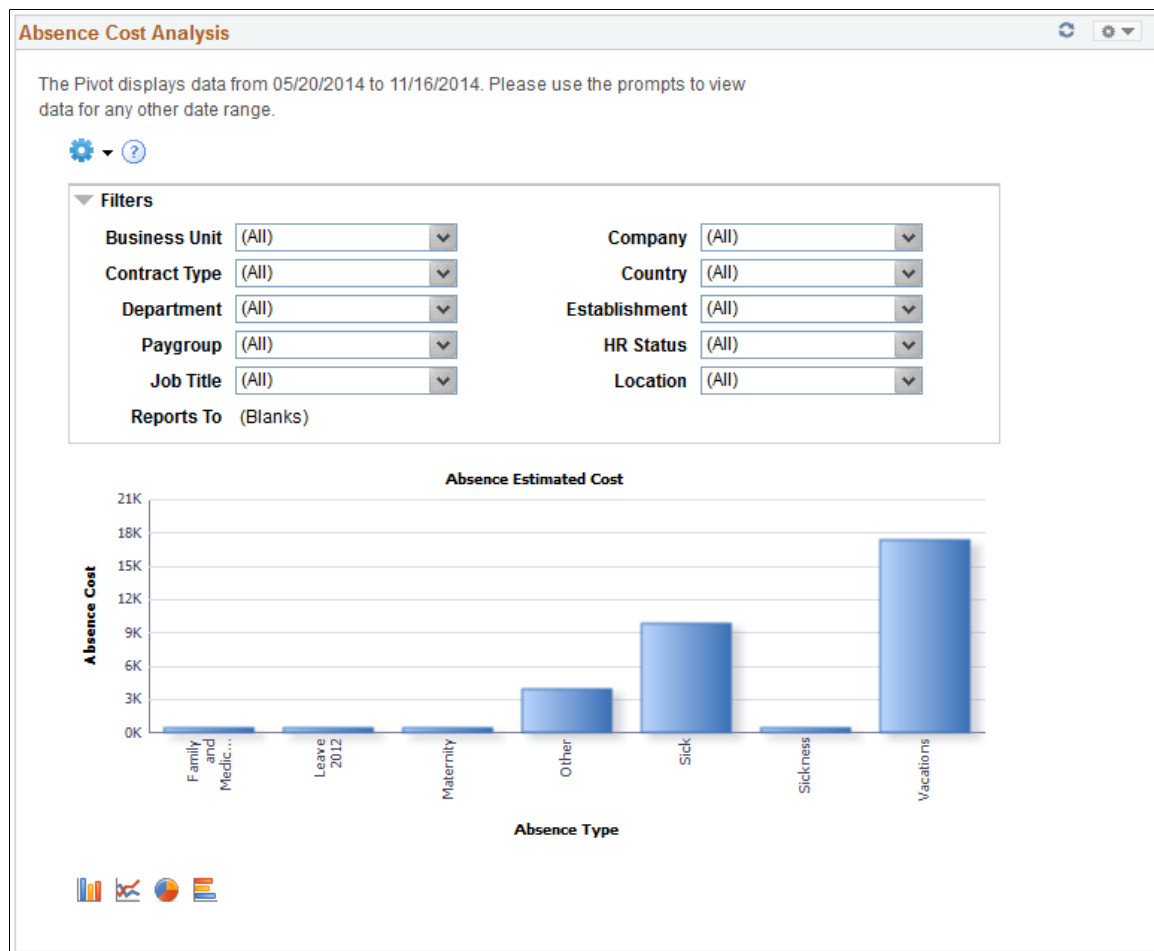 Absence Cost Analysis
The Pivot displays data from 05/20/2014 to 11/16/2014. Please use the prompts to view
data for any other date range.
?
Filters
Business Unit (All) Company (All)
Contract Type (All) Country (All)
Department (All) Establishment (All)
Paygroup (All) HR Status (All)
Job Title (All) Location (All)
Reports To (Blanks)
Absence Estimated Cost
21K
18K
15K
12K
9K
6K
3K
0K
Absence Cost
Family
and
Medic...
Leave
2012
Maternity
Other
Sick
Sickness
Vacations
Absence Type